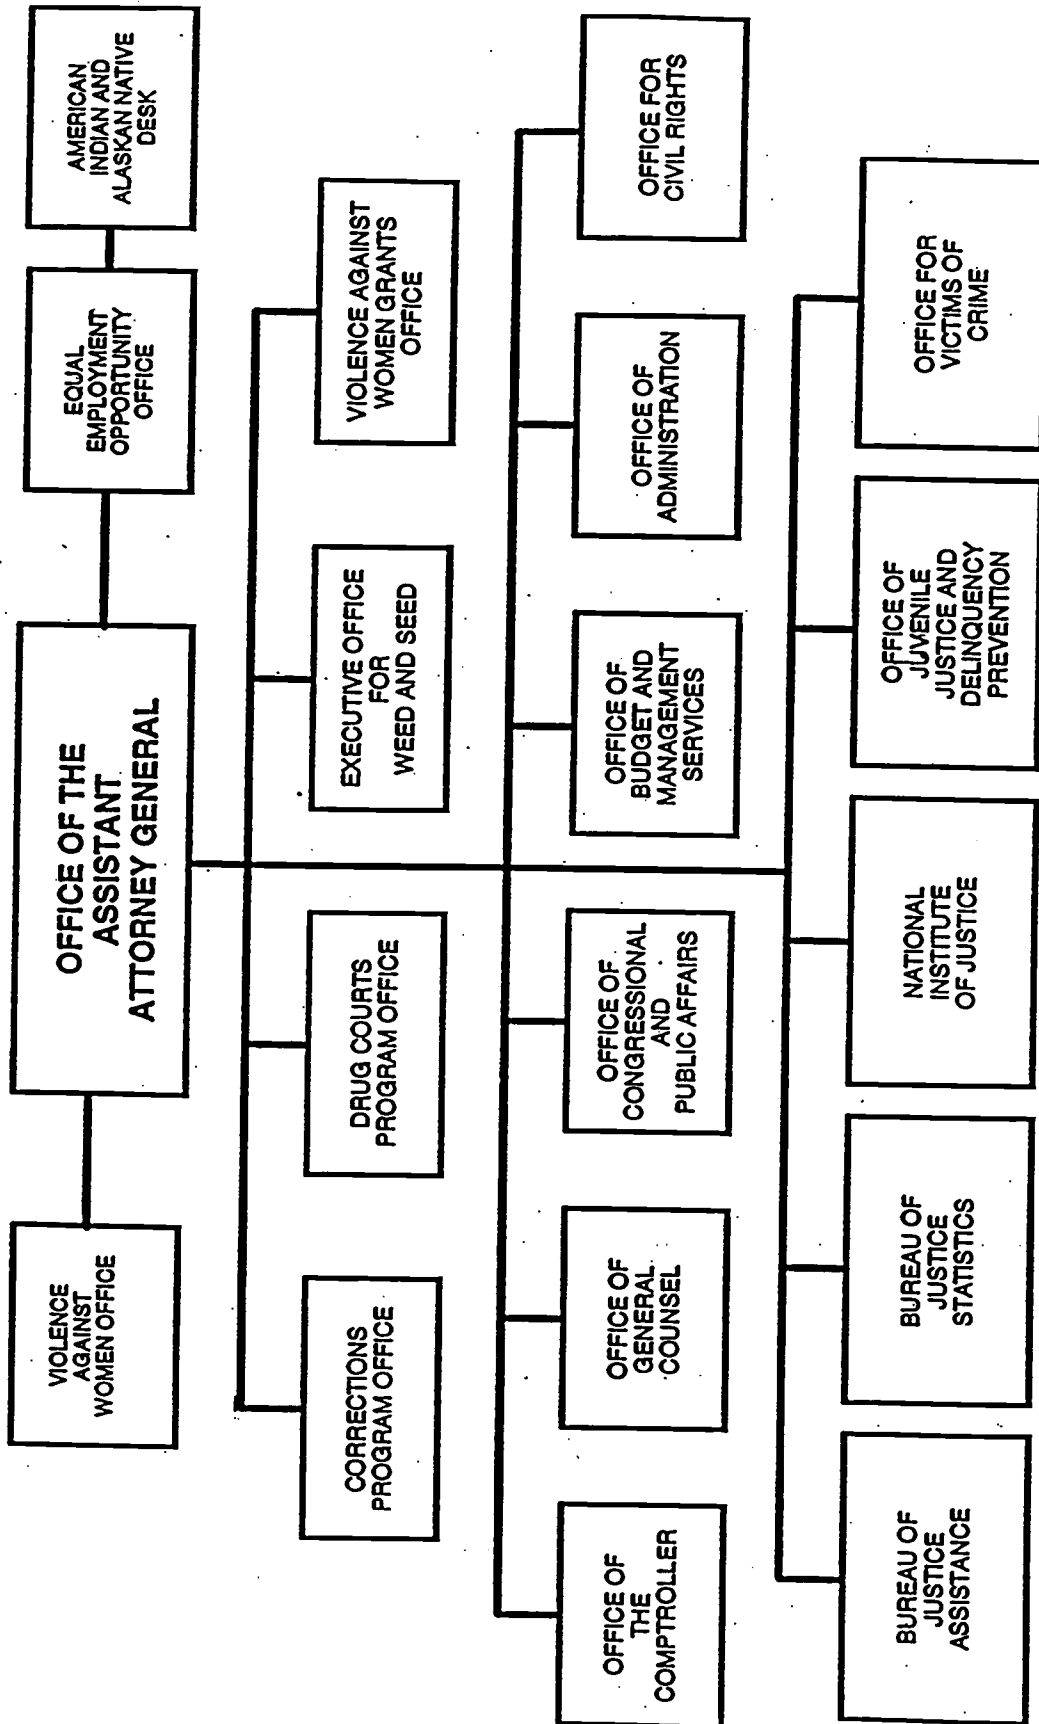 VIOLENCE
AGAINST
WOMEN OFFICE
OFFICE OF THE
ASSISTANT
ATTORNEY GENERAL
EQUAL
EMPLOYMENT
OPPORTUNITY
OFFICE
AMERICAN
INDIAN AND
ALASKAN NATIVE
DESK
CORRECTIONS
PROGRAM OFFICE
DRUG COURTS
PROGRAM OFFICE
EXECUTIVE OFFICE
FOR
WEED AND SEED
VIOLENCE AGAINST
WOMEN GRANTS
OFFICE
OFFICE OF
THE
COMPTROLLER
OFFICE OF
GENERAL
COUNSEL
OFFICE OF
CONGRESSIONAL
AND
PUBLIC AFFAIRS
OFFICE OF
BUDGET AND
MANAGEMENT
SERVICES
OFFICE OF
ADMINISTRATION
OFFICE FOR
CIVIL RIGHTS
BUREAU OF
JUSTICE
ASSISTANCE
BUREAU OF
JUSTICE
STATISTICS
NATIONAL
INSTITUTE
OF JUSTICE
OFFICE OF
JUVENILE
JUSTICE AND
DELINQUENCY
PREVENTION
OFFICE FOR
VICTIMS OF
CRIME